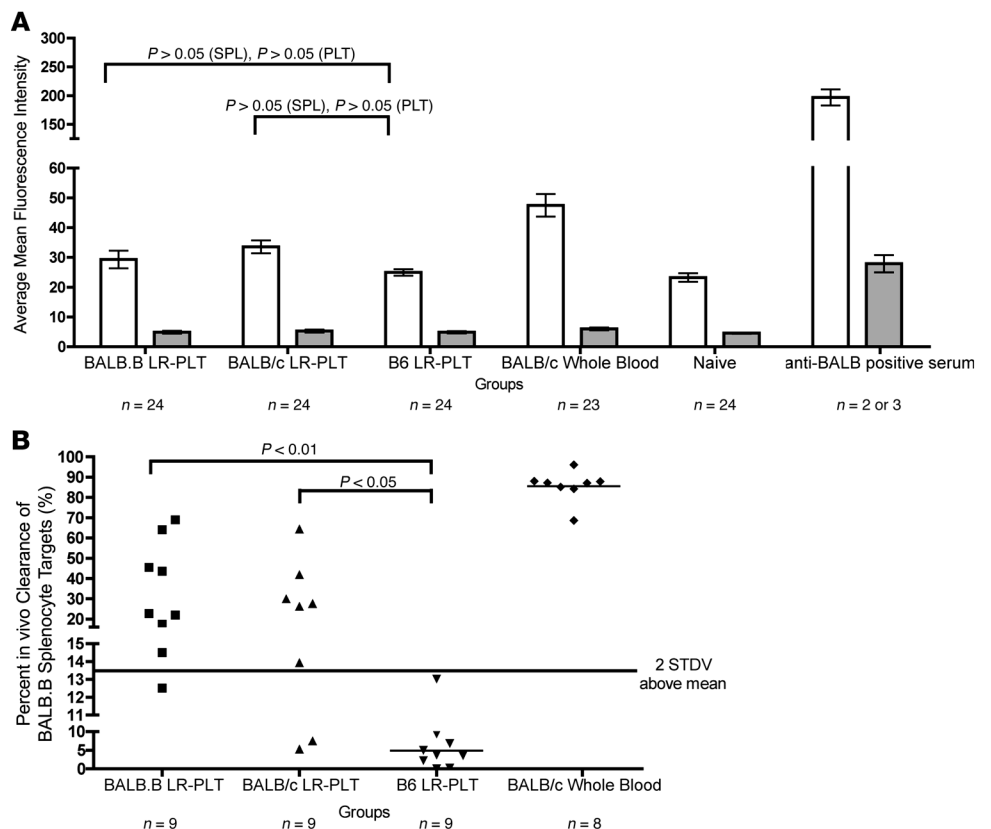 A
300
250
200
150
60
50
40
30
20
10
0
Average Mean Fluorescence Intensity
P > 0.05 (SPL), P > 0.05 (PLT)
P > 0.05 (SPL), P > 0.05 (PLT)
BALB.B LR-PLT BALB/c LR-PLT B6 LR-PLT BALB/c Whole Blood Naive anti-BALB positive serum
Groups
n = 24 n = 24 n = 24 n = 23 n = 24 n = 2 or 3
B
100
90
80
70
60
50
40
30
20
15
14
13
12
11
10
5
0
Percent in vivo Clearance of
BALB.B Splenocyte Targets (%)
P < 0.01
P < 0.05
2 STDV
above mean
BALB.B LR-PLT BALB/c LR-PLT B6 LR-PLT BALB/c Whole Blood
Groups
n = 9 n = 9 n = 9 n = 8